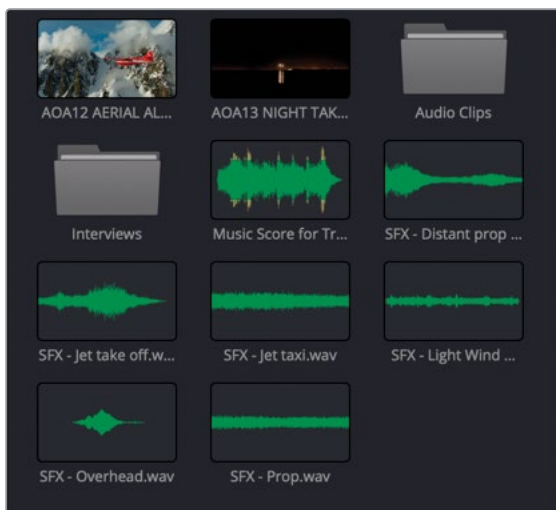 AOA12 AERIAL AL...
AOA13 NIGHT TAK...
Audio Clips
Interviews
Music Score for Tr...
SFX - Distant prop ...
SFX - Jet take off.w...
SFX - Jet taxi.wav
SFX - Light Wind ...
SFX - Overhead.wav
SFX - Prop.wav